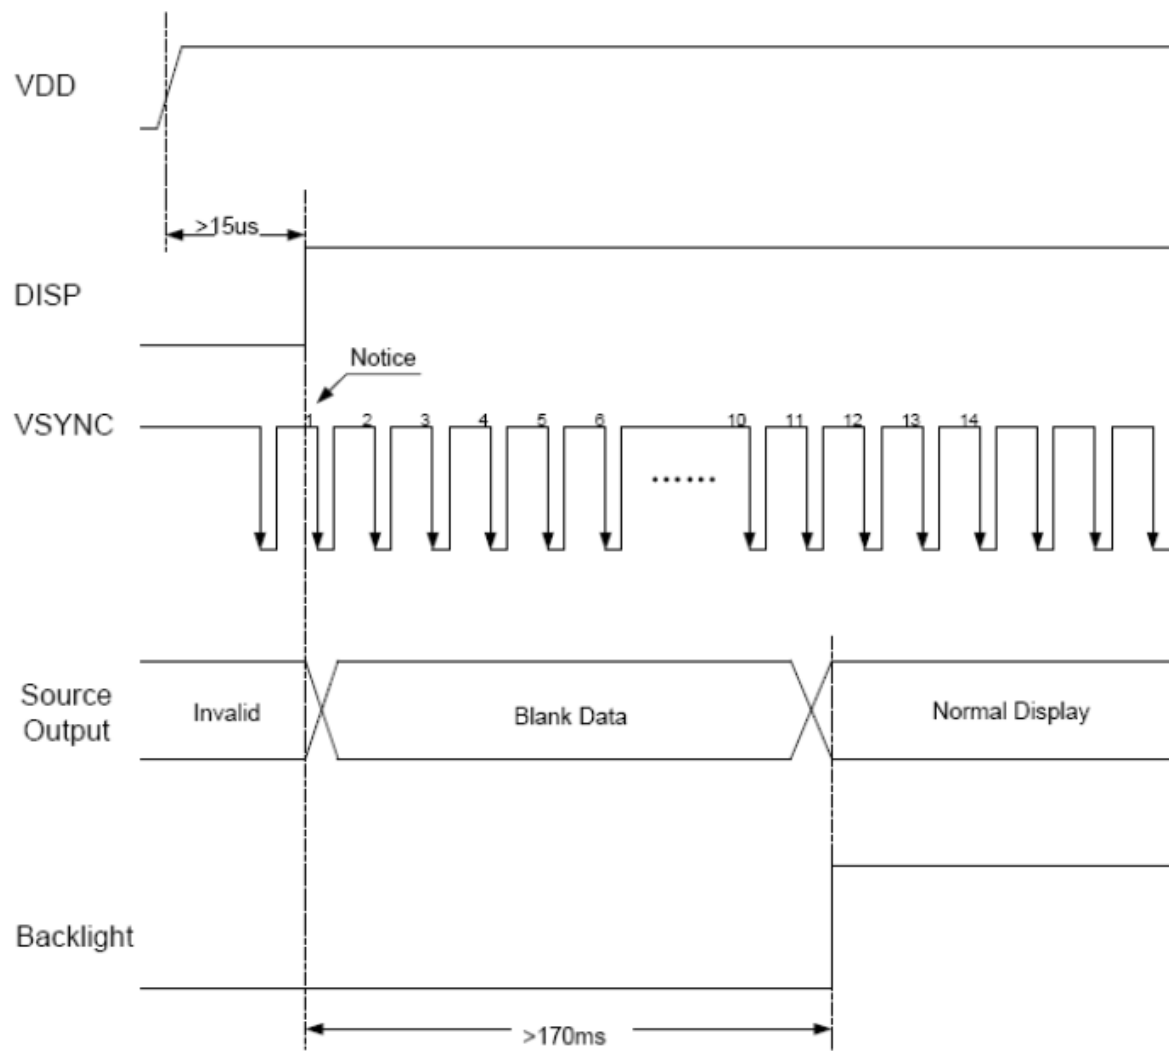 VDD
>15us
DISP
Notice
VSYNC
1 2 3 4 5 6 10 11 12 13 14
......
Source
Output
Invalid
Blank Data
Normal Display
Backlight
>170ms